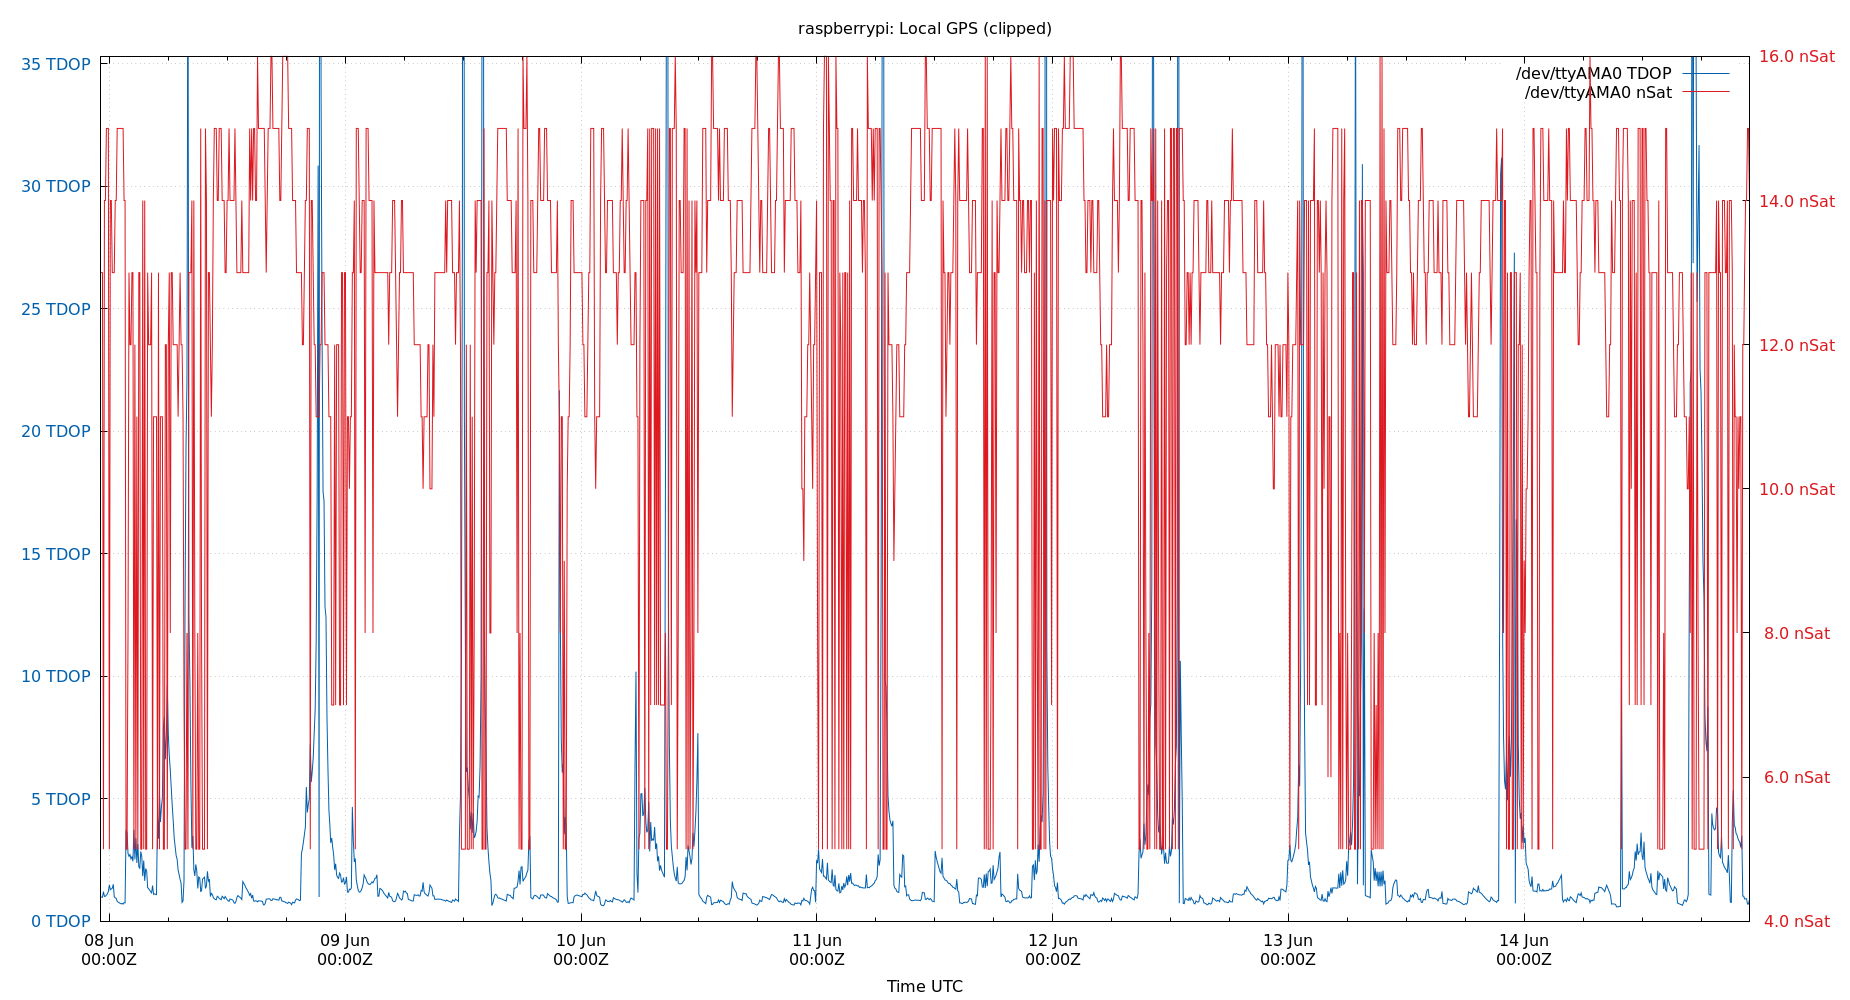 raspberrypi: Local GPS (clipped)
35 TDOP
30 TDOP
25 TDOP
20 TDOP
15 TDOP
10 TDOP
5 TDOP
0 TDOP
16.0 nSat
14.0 nSat
12.0 nSat
10.0 nSat
8.0 nSat
6.0 nSat
4.0 nSat
/dev/ttyAMA0 TDOP
/dev/ttyAMA0 nSat
08 Jun 09 Jun 10 Jun 11 Jun 12 Jun 13 Jun 14 Jun
00:00Z 00:00Z 00:00Z 00:00Z 00:00Z 00:00Z 00:00Z
Time UTC